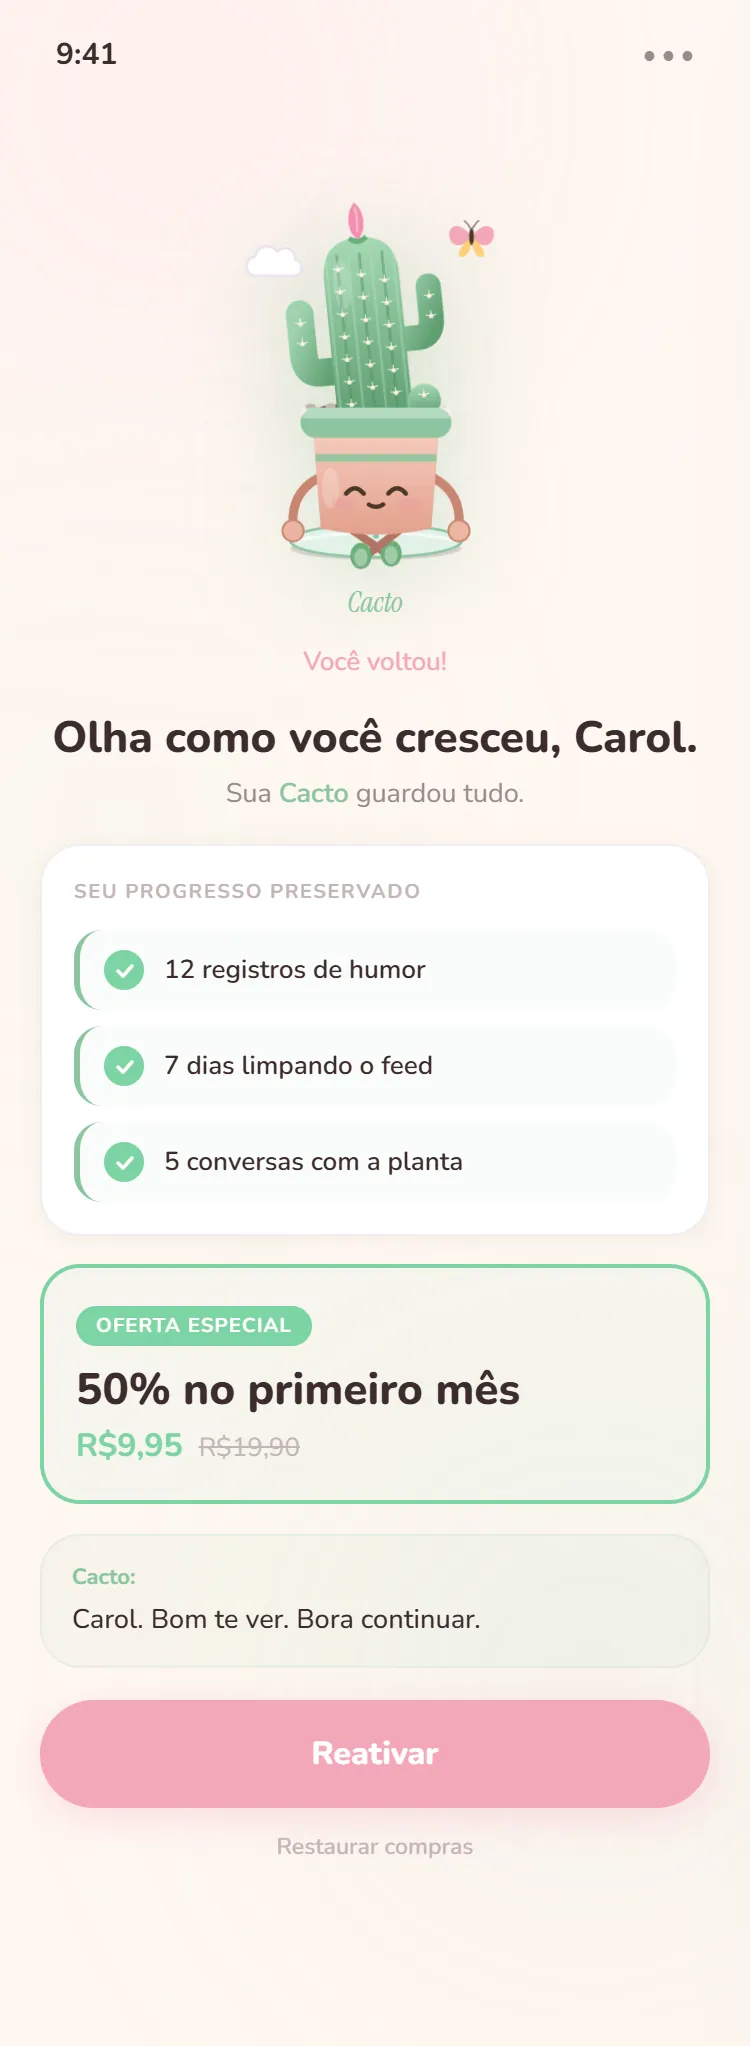 9:41
Cacto
Você voltou!
Olha como você cresceu, Carol.
Sua Cacto guardou tudo.
SEU PROGRESSO PRESERVADO
12 registros de humor
7 dias limpando o feed
5 conversas com a planta
OFERTA ESPECIAL
50% no primeiro mês
R$9,95 R$19,90
Cacto:
Carol. Bom te ver. Bora continuar.
Reativar
Restaurar compras